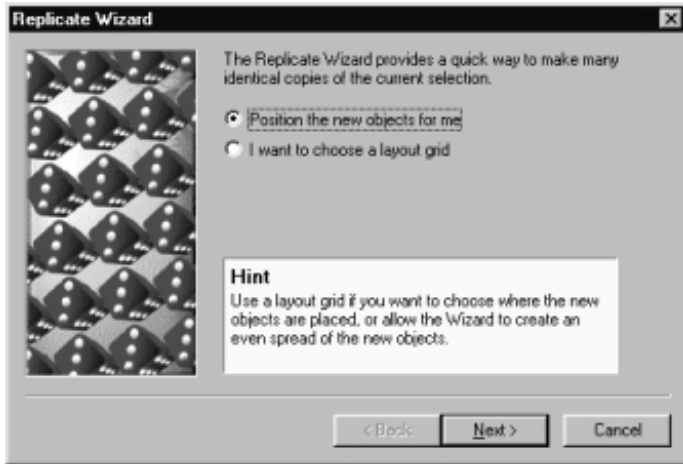 Replicate Wizard
The Replicate Wizard provides a quick way to make many
identical copies of the current selection.
Position the new objects for me
I want to choose a layout grid
Hint
Use a layout grid if you want to choose where the new
objects are placed, or allow the Wizard to create an
even spread of the new objects.
< Back
Next >
Cancel